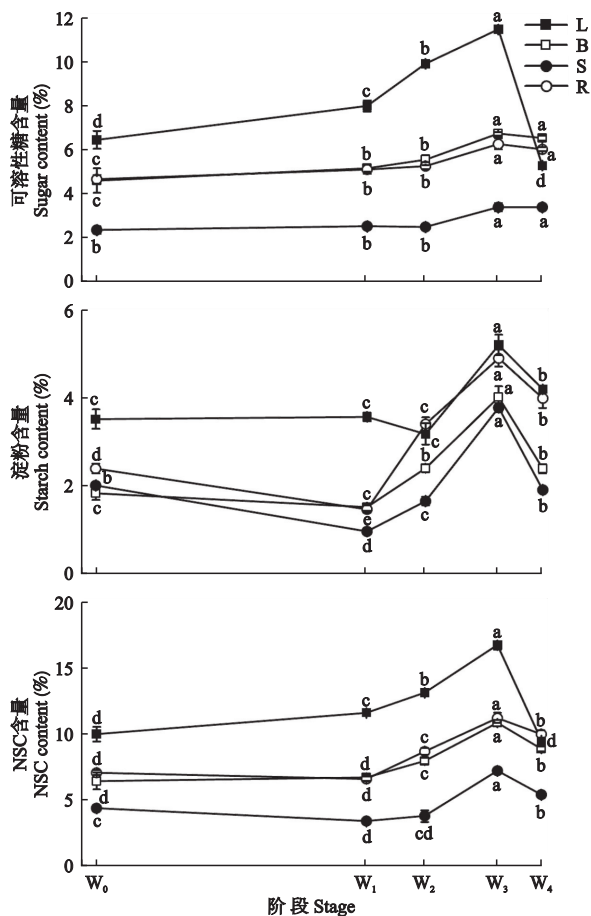 12
10
8
6
4
2
0
可溶性糖含量
Sugar content (%)
L
B
S
R
d
c
b
a
c
b
b
a
a
c
b
b
a
a
d
b
b
b
a
a
6
4
2
0
淀粉含量
Starch content (%)
c
c
c
a
b
d
b
c
c
b
a
a
b
b
e
d
c
a
b
20
15
10
5
0
NSC含量
NSC content (%)
d
c
b
a
b
d
d
d
c
a
d
c
a
b
c
d
cd
a
b
W₀
W₁
W₂
W₃
W₄
阶 段 Stage